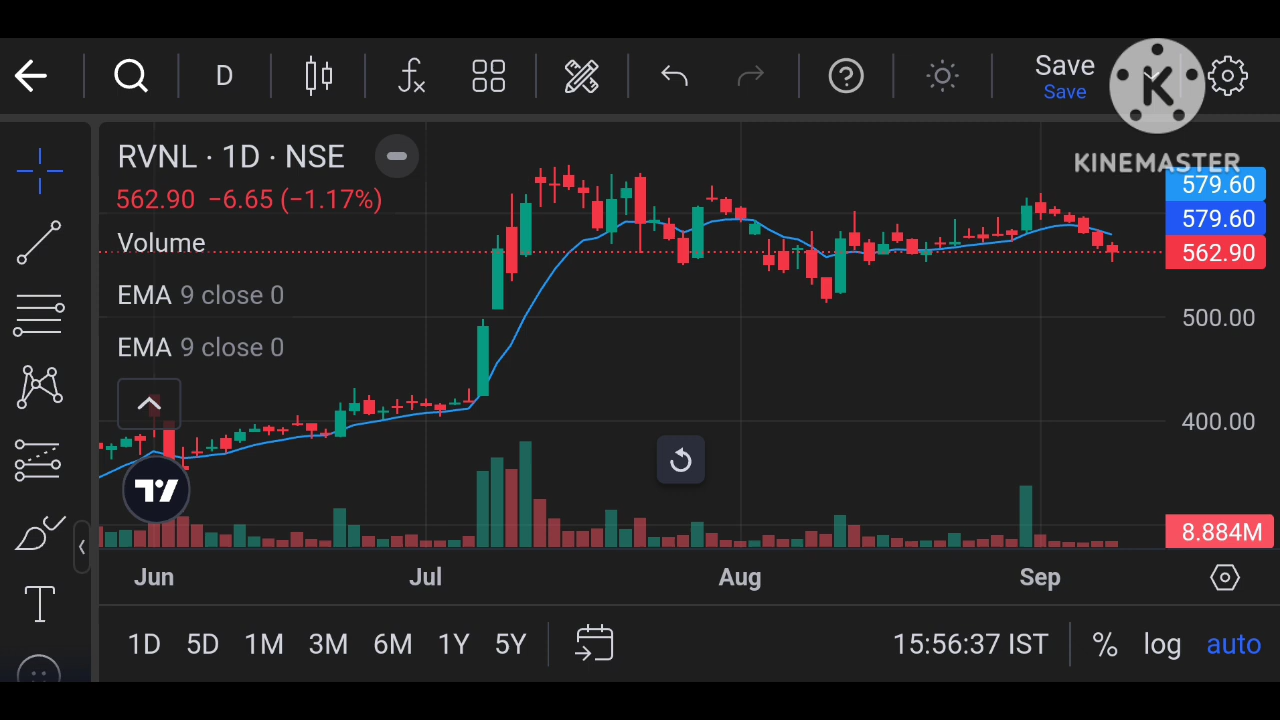 D
Save
Save
K
KINEMASTER
RVNL · 1D · NSE
562.90 −6.65 (−1.17%)
Volume
EMA 9 close 0
EMA 9 close 0
579.60
579.60
562.90
500.00
400.00
8.884M
T
Jun Jul Aug Sep
1D 5D 1M 3M 6M 1Y 5Y 15:56:37 IST % log auto